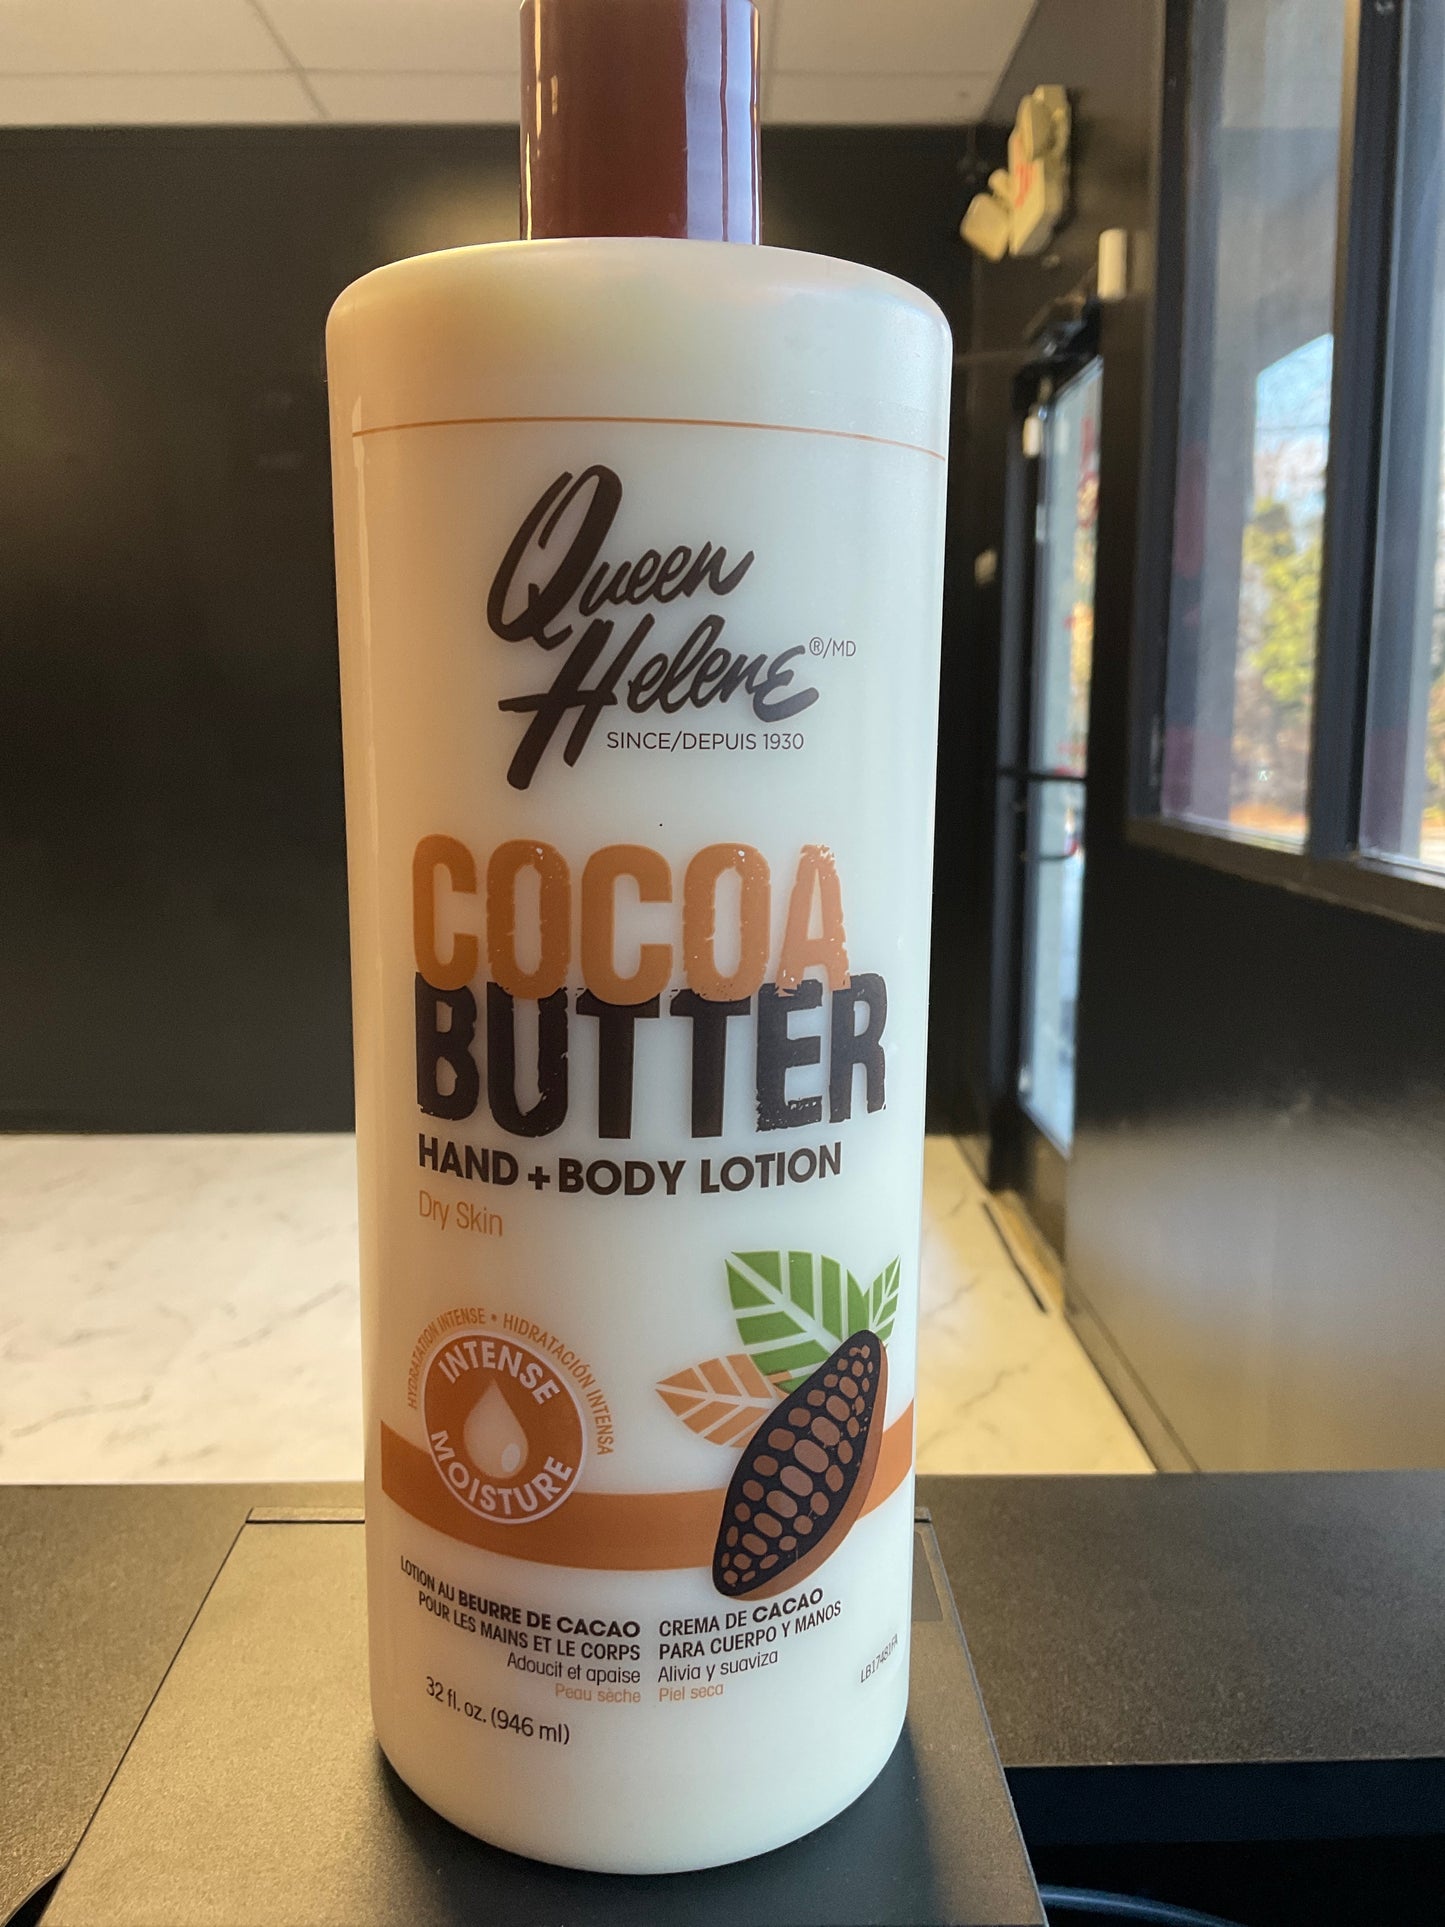 Queen
Helene®/MD
SINCE/DEPUIS 1930
COCOA
BUTTER
HAND + BODY LOTION
Dry Skin
HYDRATATION INTENSE • HIDRATACIÓN INTENSA
INTENSE
MOISTURE
LOTION AU BEURRE DE CACAO
POUR LES MAINS ET LE CORPS
Adoucit et apaise
Peau sèche
CREMA DE CACAO
PARA CUERPO Y MANOS
Alivia y suaviza
Piel seca
32 fl. oz. (946 ml)
LB17481FA